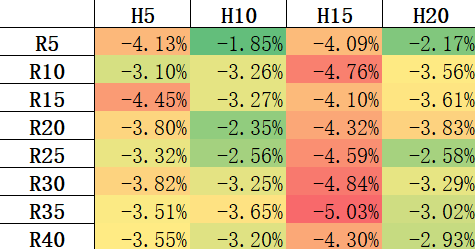 H5 H10 H15 H20
R5 -4.13% -1.85% -4.09% -2.17%
R10 -3.10% -3.26% -4.76% -3.56%
R15 -4.45% -3.27% -4.10% -3.61%
R20 -3.80% -2.35% -4.32% -3.83%
R25 -3.32% -2.56% -4.59% -2.58%
R30 -3.82% -3.25% -4.84% -3.29%
R35 -3.51% -3.65% -5.03% -3.02%
R40 -3.55% -3.20% -4.30% -2.93%